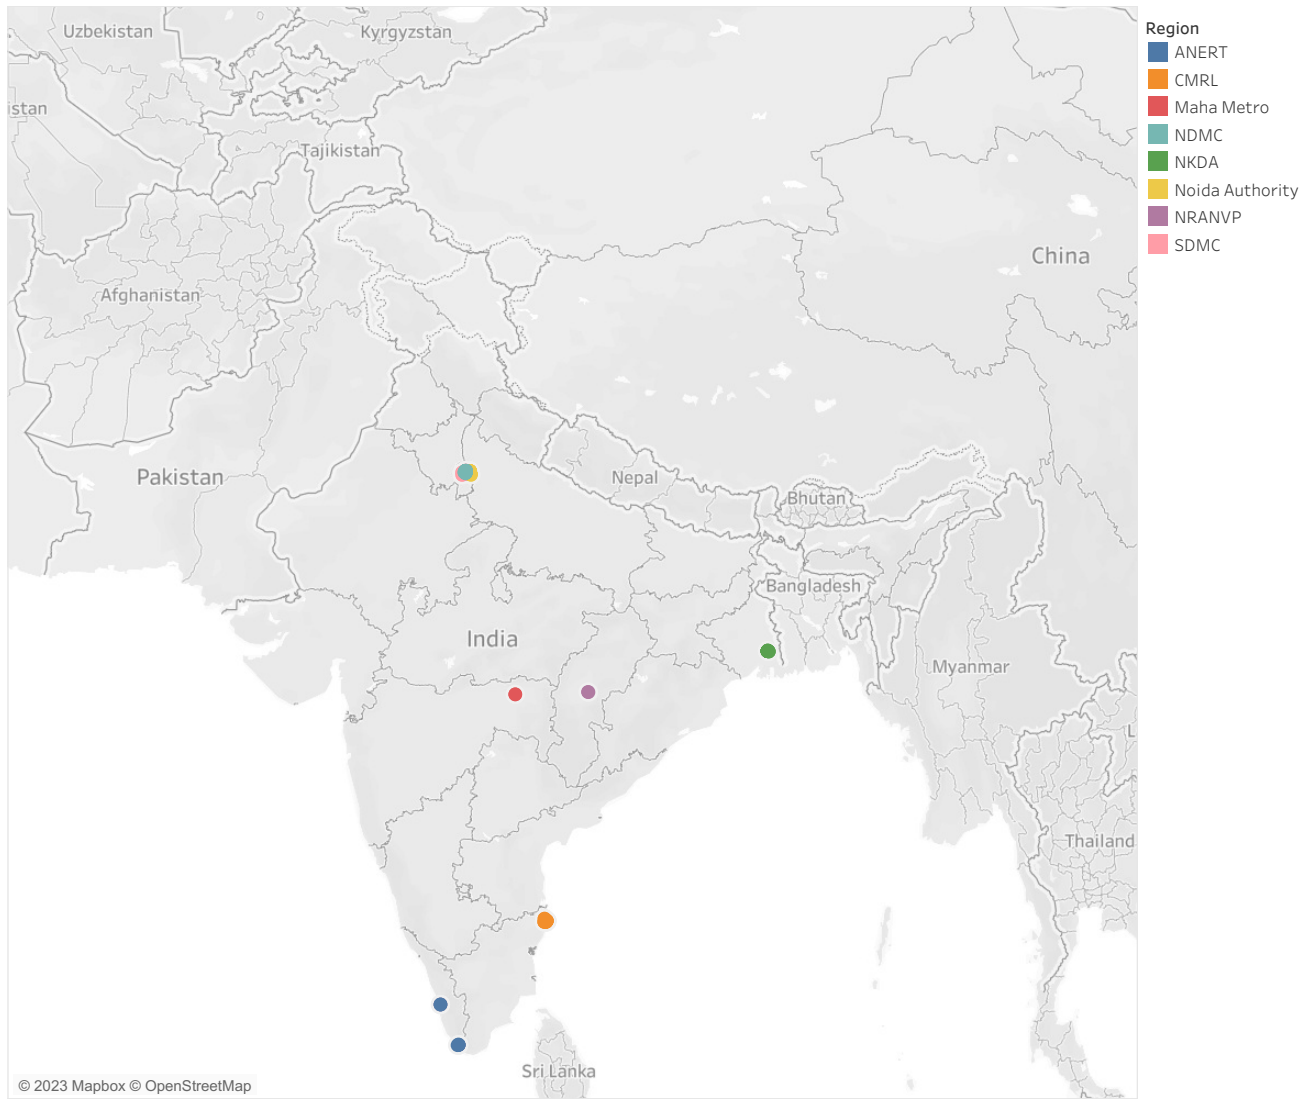 Uzbekistan
Kyrgyzstan
istan
Tajikistan
China
Afghanistan
Pakistan
Nepal
Bhutan
Bangladesh
India
Myanmar
L
Thailand
Sri Lanka
© 2023 Mapbox © OpenStreetMap
Region
ANERT
CMRL
Maha Metro
NDMC
NKDA
Noida Authority
NRANVP
SDMC